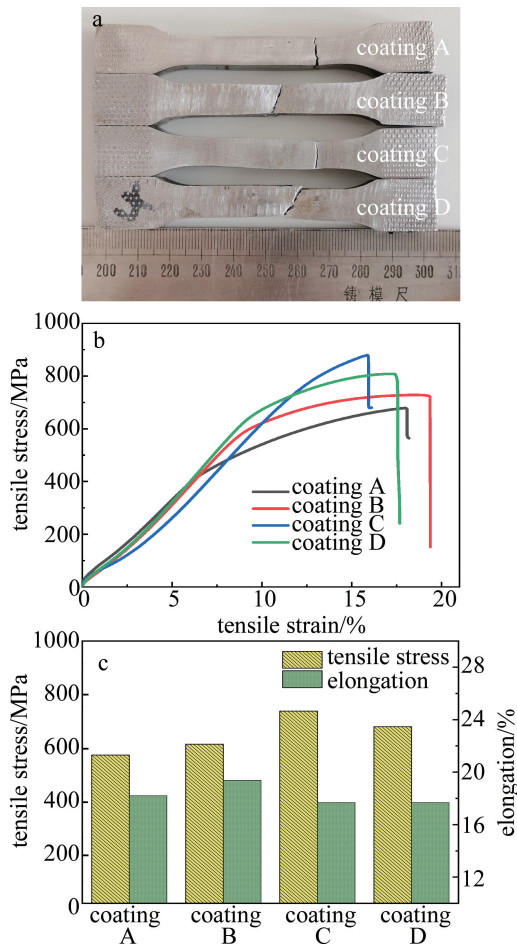 a
coating A
coating B
coating C
coating D
200 210 220 230 240 250 260 270 280 290 300 310
铸 模 尺
b
1000
800
600
400
200
0
tensile stress/MPa
coating A
coating B
coating C
coating D
0 5 10 15 20
tensile strain/%
c
1000
800
600
400
200
0
tensile stress/MPa
tensile stress
elongation
28
24
20
16
12
elongation/%
coating coating coating coating
A B C D